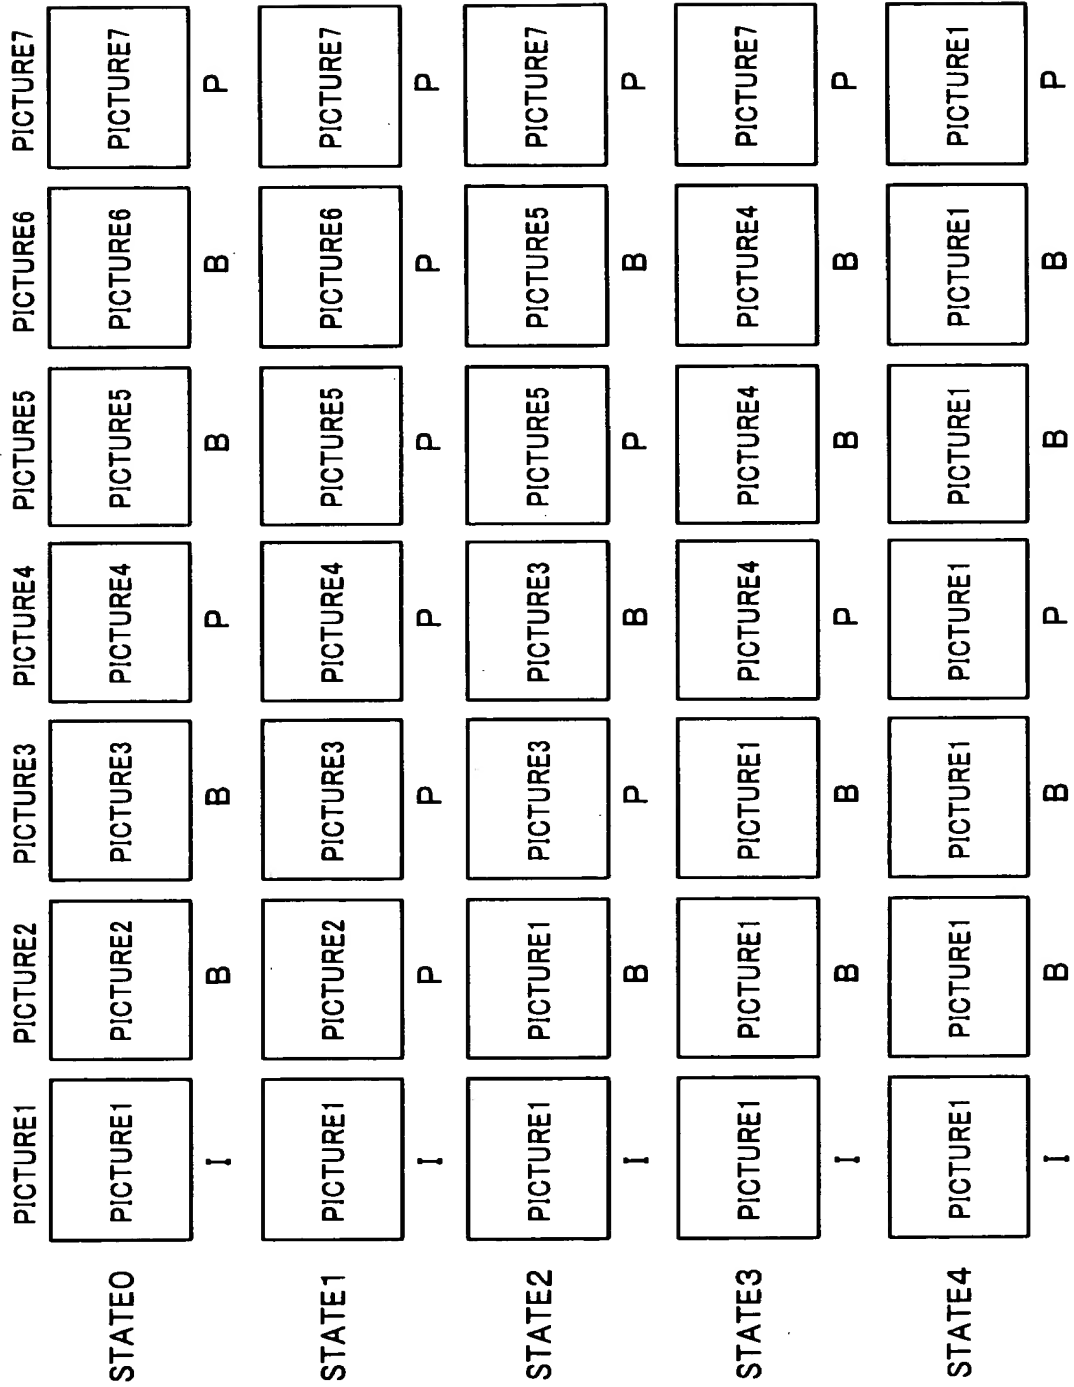 PICTURE1 PICTURE2 PICTURE3 PICTURE4 PICTURE5 PICTURE6 PICTURE7
STATE0 PICTURE1 PICTURE2 PICTURE3 PICTURE4 PICTURE5 PICTURE6 PICTURE7
I B B P B B P
STATE1 PICTURE1 PICTURE2 PICTURE3 PICTURE4 PICTURE5 PICTURE6 PICTURE7
I P P P P P P
STATE2 PICTURE1 PICTURE1 PICTURE3 PICTURE3 PICTURE5 PICTURE5 PICTURE7
I B P B P B P
STATE3 PICTURE1 PICTURE1 PICTURE1 PICTURE4 PICTURE4 PICTURE4 PICTURE7
I B B P B B P
STATE4 PICTURE1 PICTURE1 PICTURE1 PICTURE1 PICTURE1 PICTURE1 PICTURE1
I B B P B B P